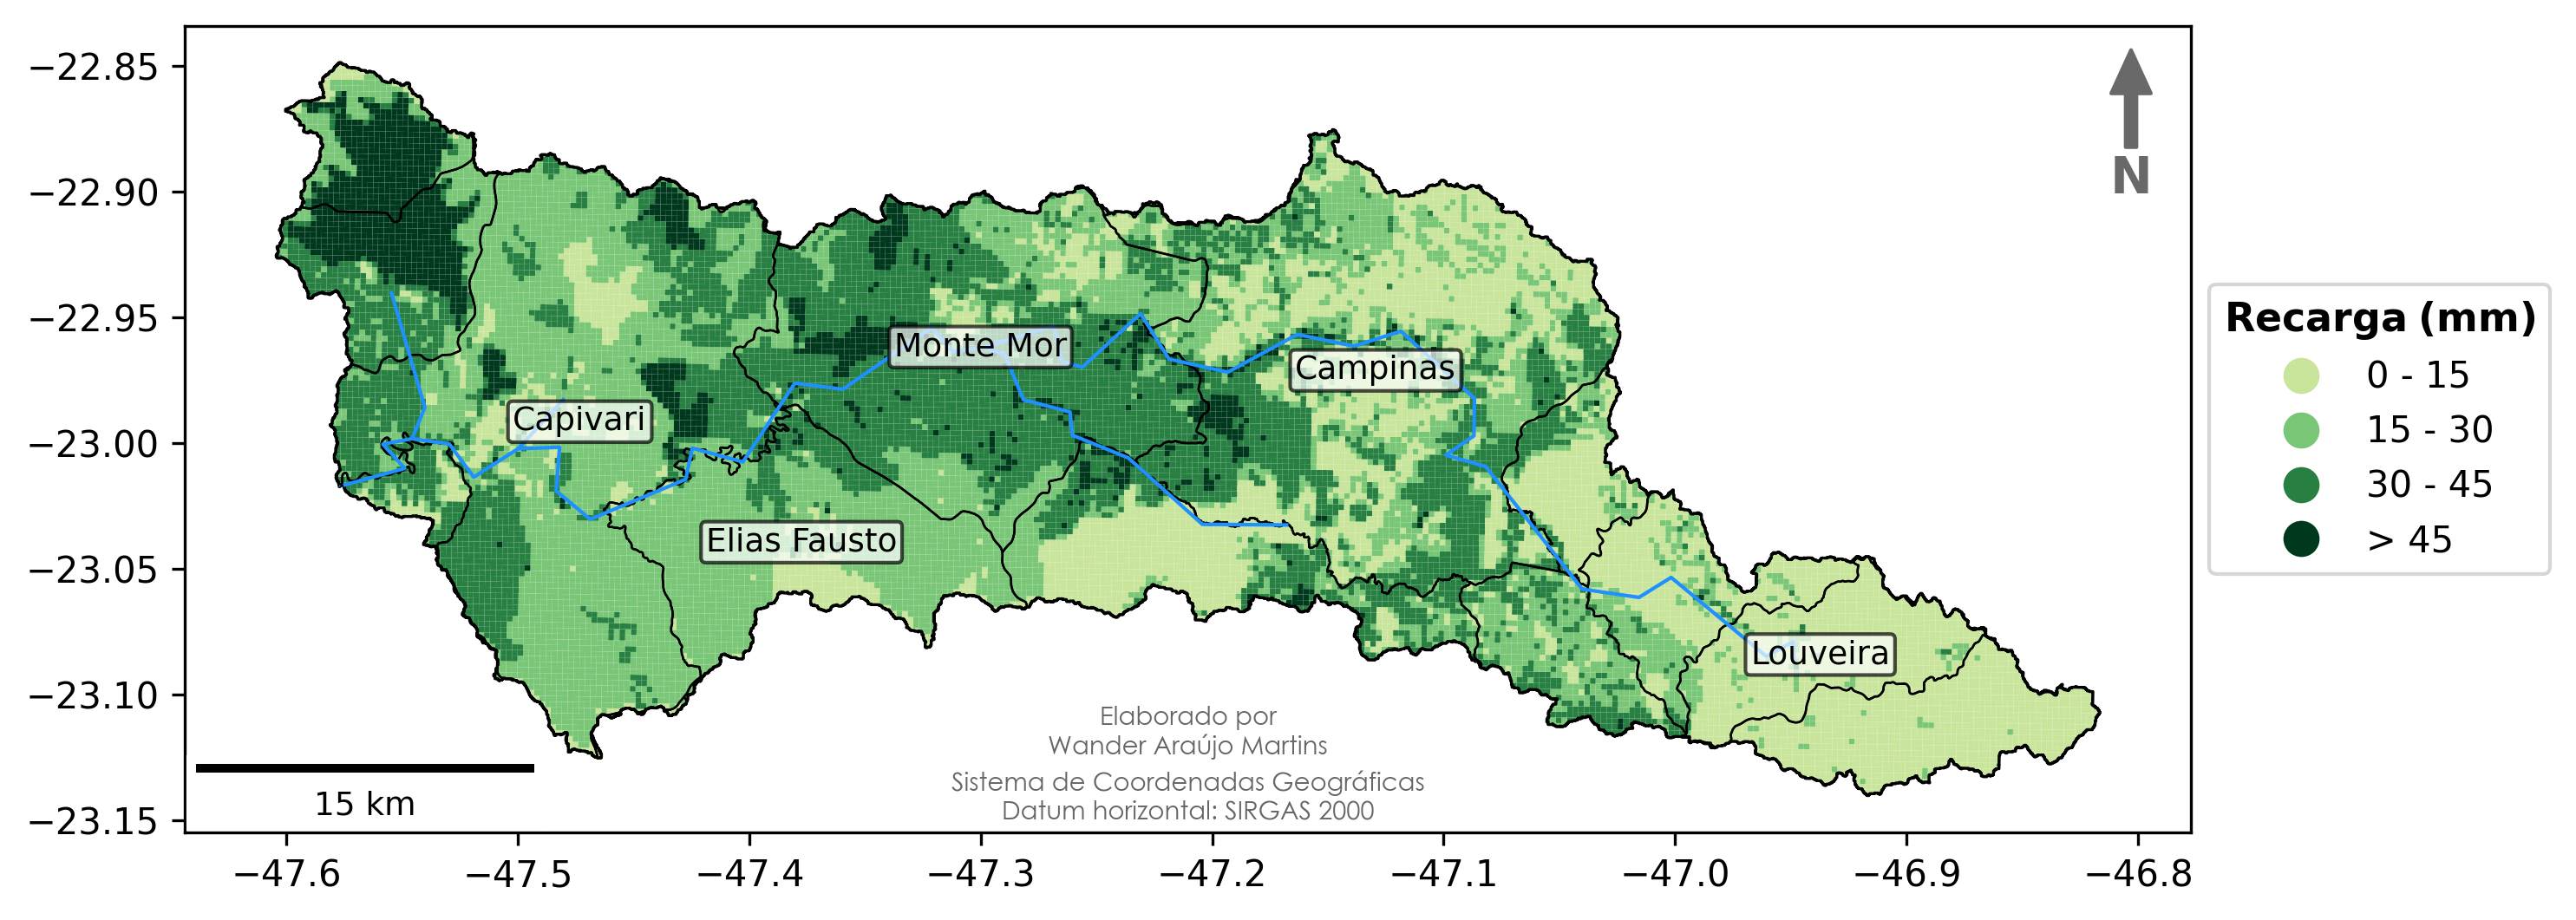 −22.85
−22.90
−22.95
−23.00
−23.05
−23.10
−23.15
N
Monte Mor
Campinas
Capivari
Elias Fausto
Louveira
Elaborado por
Wander Araújo Martins
Sistema de Coordenadas Geográficas
Datum horizontal: SIRGAS 2000
15 km
−47.6
−47.5
−47.4
−47.3
−47.2
−47.1
−47.0
−46.9
−46.8
Recarga (mm)
0 - 15
15 - 30
30 - 45
> 45